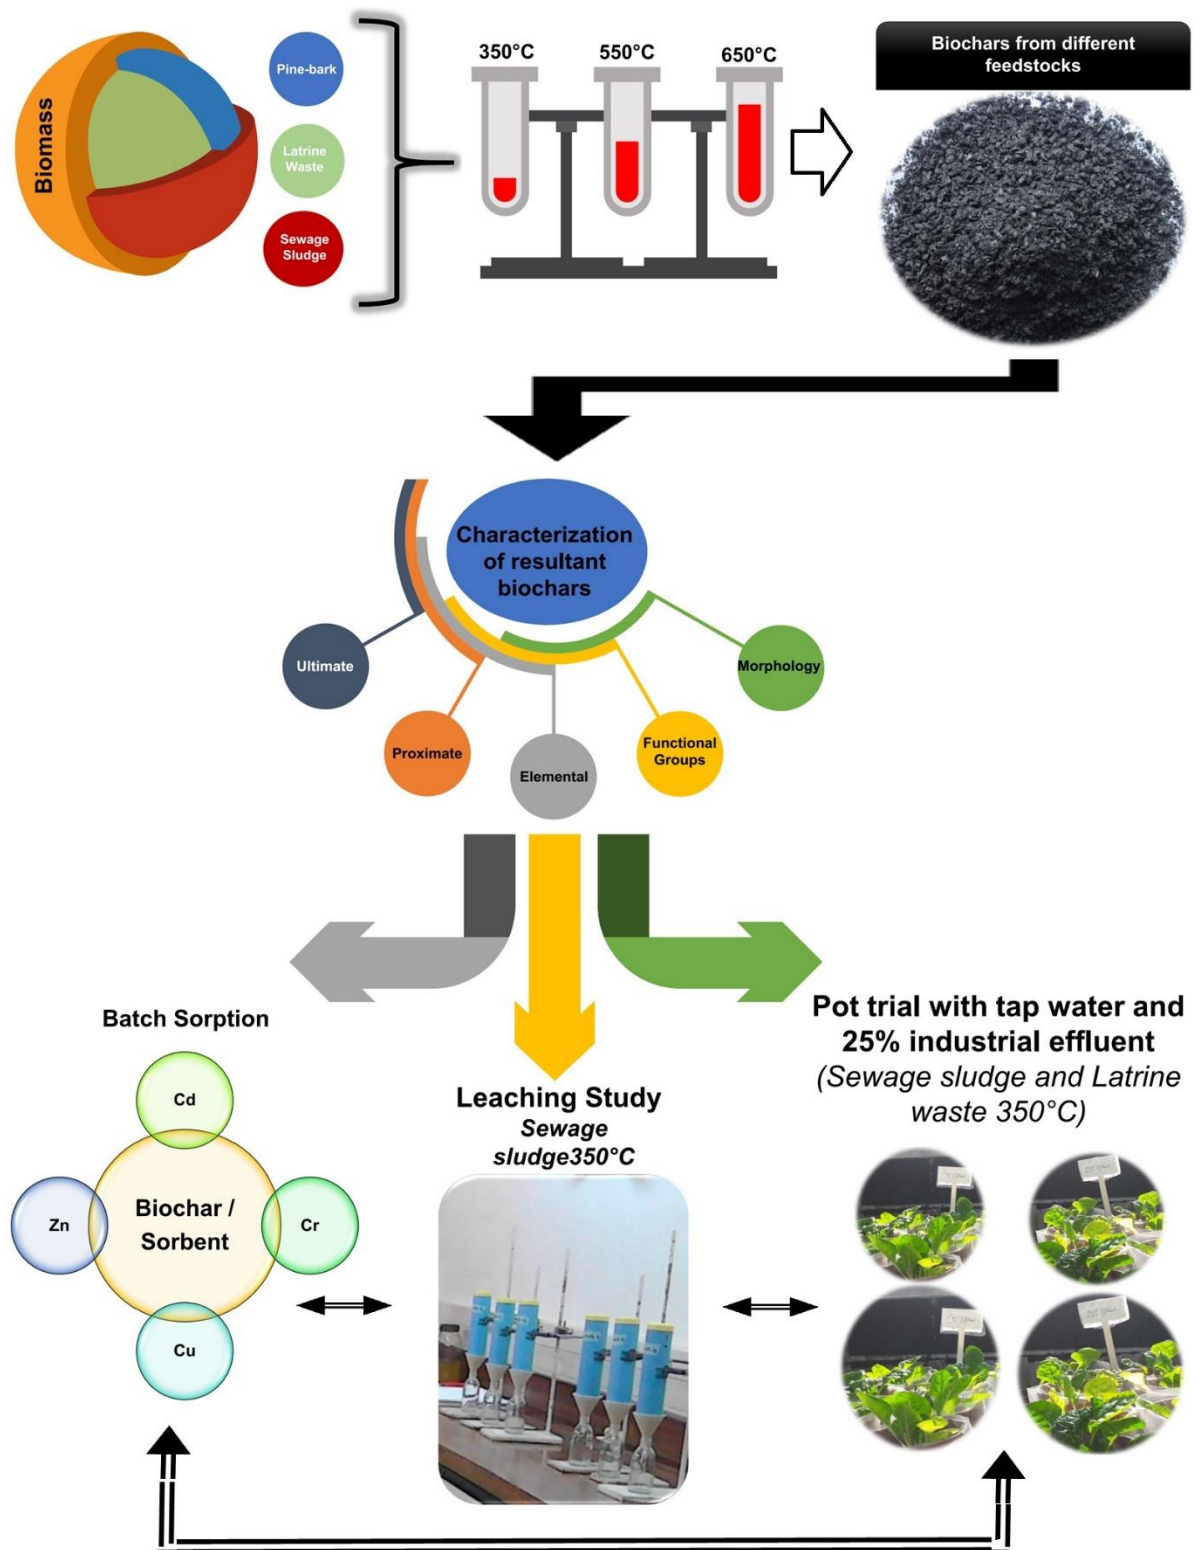 Biomass
Pine-bark
Latrine
Waste
Sewage
Sludge
350°C
550°C
650°C
Biochars from different
feedstocks
Characterization
of resultant
biochars
Ultimate
Proximate
Elemental
Functional
Groups
Morphology
Batch Sorption
Cd
Zn
Biochar /
Sorbent
Cr
Cu
Leaching Study
Sewage
sludge350°C
Pot trial with tap water and
25% industrial effluent
(Sewage sludge and Latrine
waste 350°C)